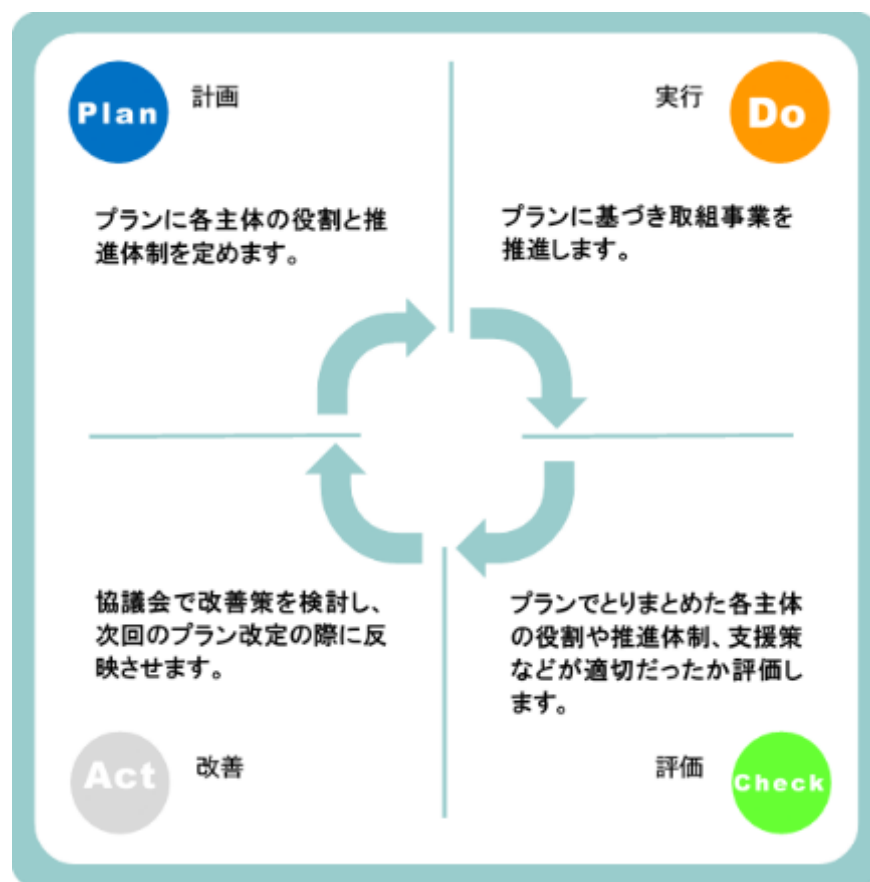 Plan
計画
プランに各主体の役割と推
進体制を定めます。
実行
Do
プランに基づき取組事業を
推進します。
協議会で改善策を検討し、
次回のプラン改定の際に反
映させます。
Act
改善
プランでとりまとめた各主体
の役割や推進体制、支援策
などが適切だったか評価し
ます。
評価
Check